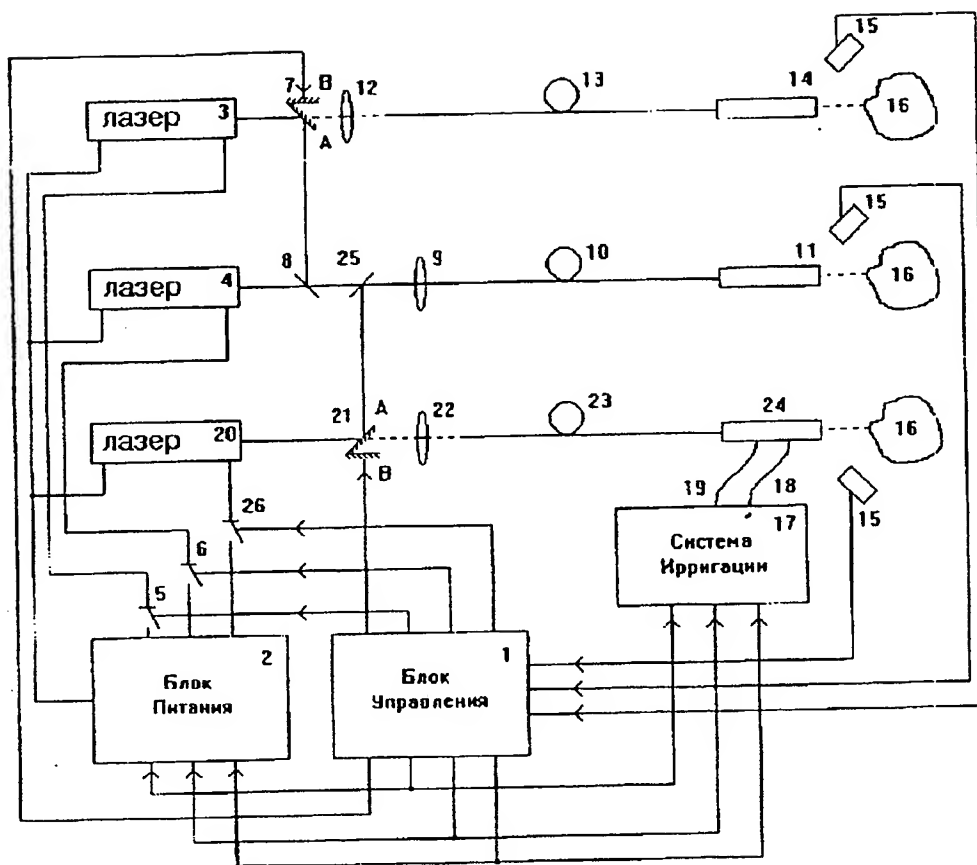 15
7 В 12 13 14
лазер 3
А 16
15
8 25 9 10 11
лазер 4
16
21 А 22 23 24
лазер 20
В 16
26 19 18 15
6 17
Система
Ирригации
5
2 1
Блок
Питания
Блок
Управления